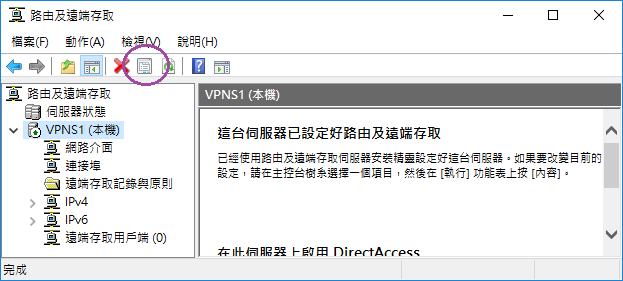 路由及遠端存取
檔案(F) 動作(A) 檢視(V) 說明(H)
路由及遠端存取
伺服器狀態
VPNS1 (本機)
網路介面
連接埠
遠端存取記錄與原則
IPv4
IPv6
遠端存取用戶端 (0)
VPNS1 (本機)
這台伺服器已設定好路由及遠端存取
已經使用路由及遠端存取伺服器安裝精靈設定好這台伺服器。如果要改變目前的
設定，請在主控台樹系選擇一個項目，然後在 [執行] 功能表上按 [內容]。
在此伺服器上啟用 DirectAccess
完成